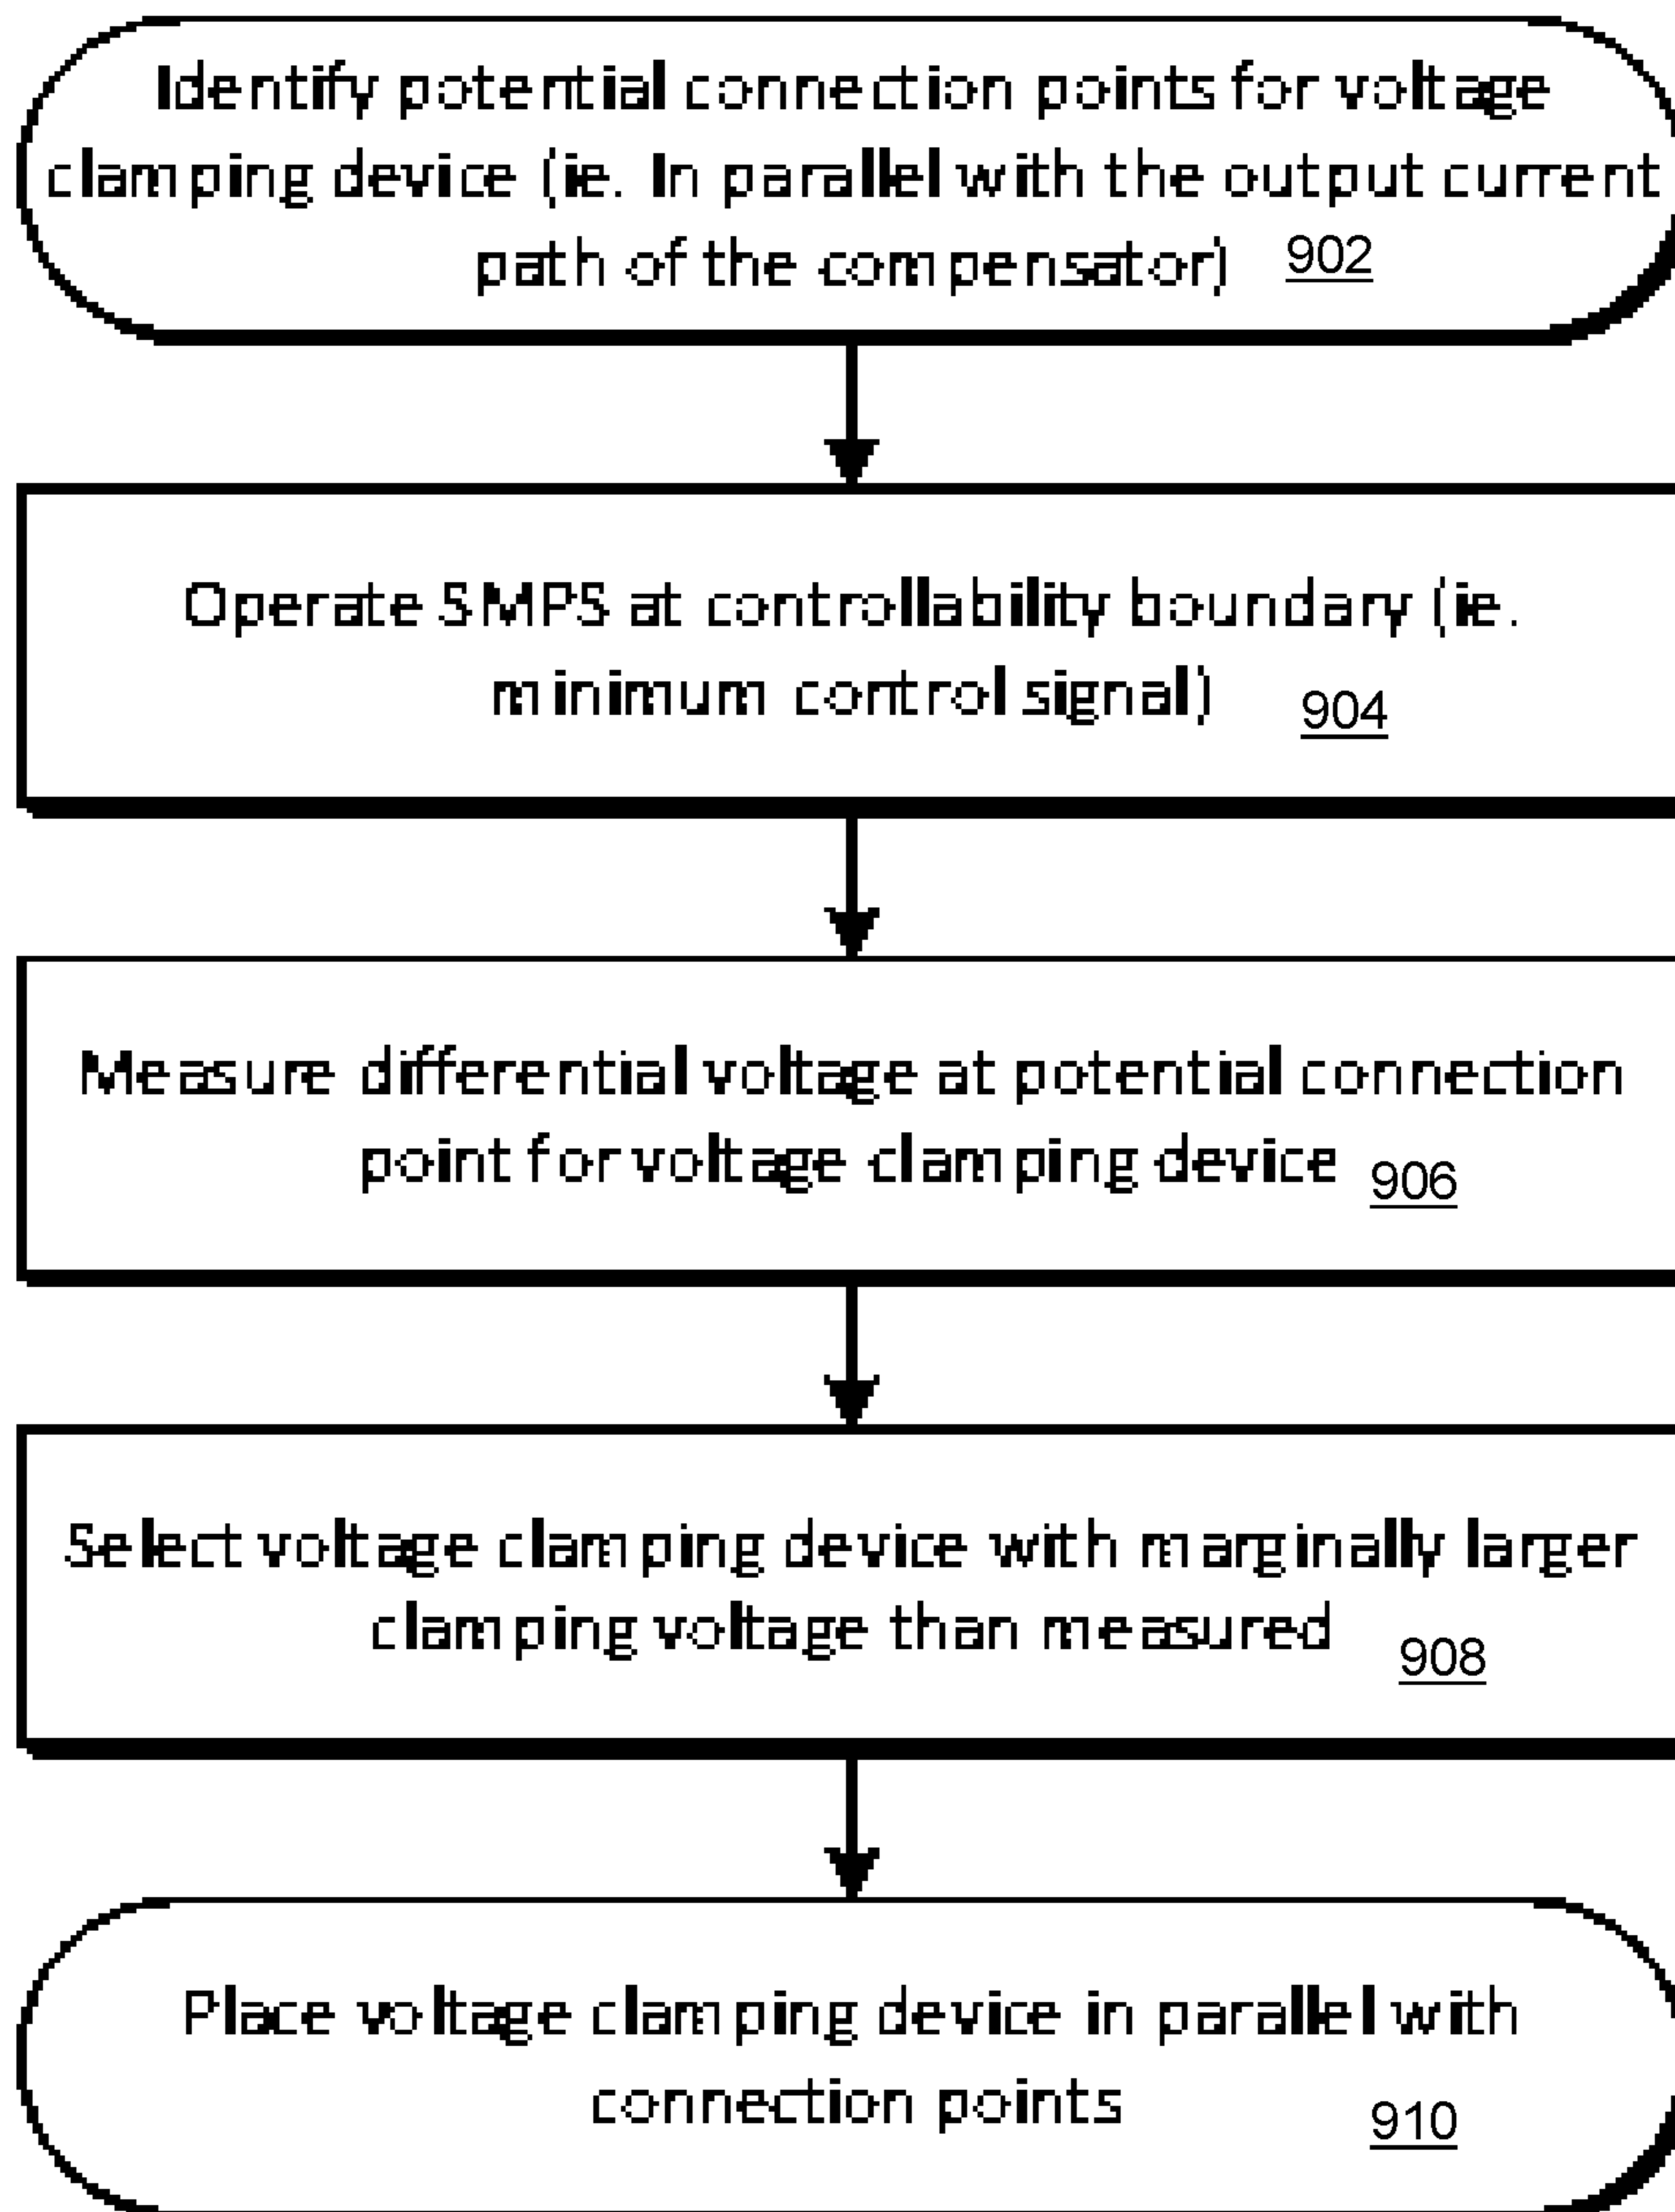 Identify potential connection points for voltage
clamping device (ie. In parallel with the output current
path of the compensator) 902
Operate SMPS at controllability boundary (ie.
minimum control signal) 904
Measure differential voltage at potential connection
point for voltage clamping device 906
Select voltage clamping device with marginally larger
clamping voltage than measured 908
Place voltage clamping device in parallel with
connection points 910